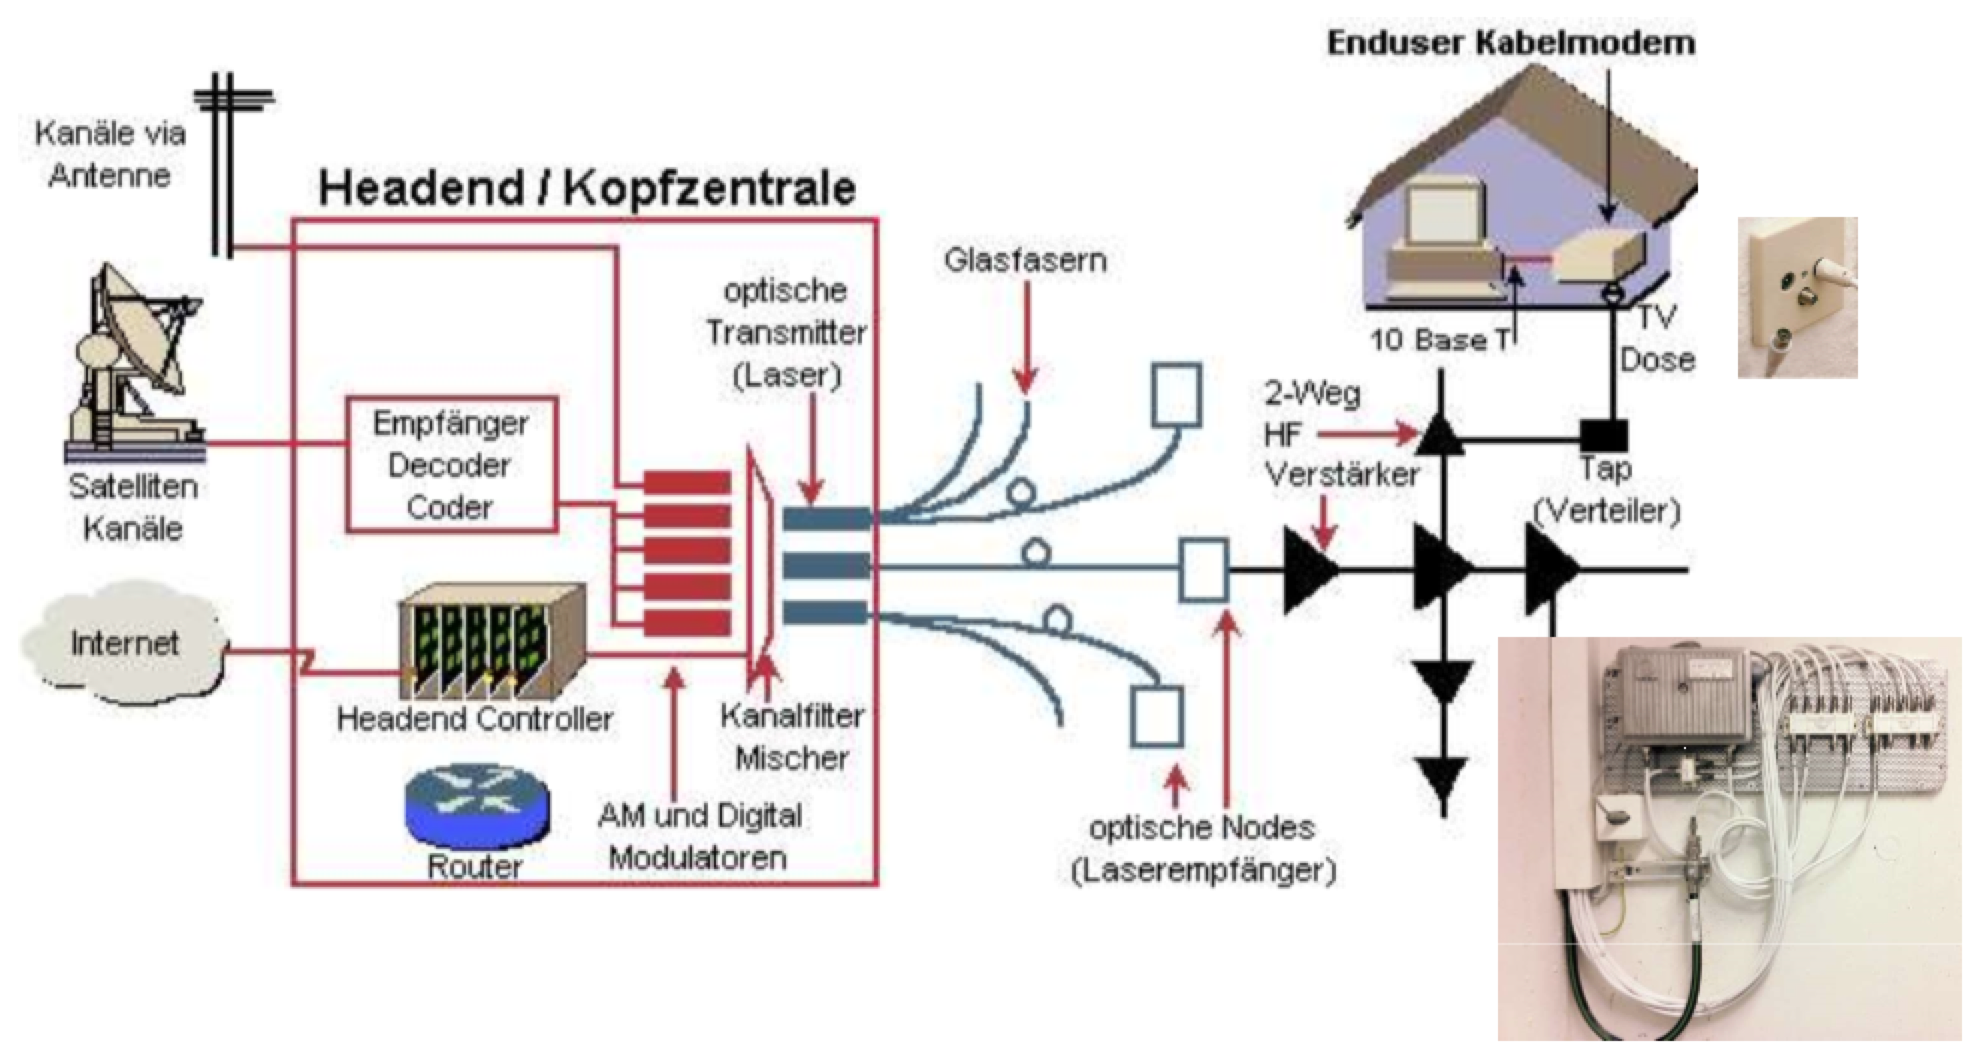 Enduser Kabelmodem
Kanäle via
Antenne
Headend / Kopfzentrale
optische
Transmitter
(Laser)
Glasfasern
10 Base T
TV
Dose
2-Weg
HF
Verstärker
Tap
(Verteiler)
Empfänger
Decoder
Coder
Satelliten
Kanäle
Internet
Headend Controller
Kanalfilter
Mischer
Router
AM und Digital
Modulatoren
optische Nodes
(Laserempfänger)